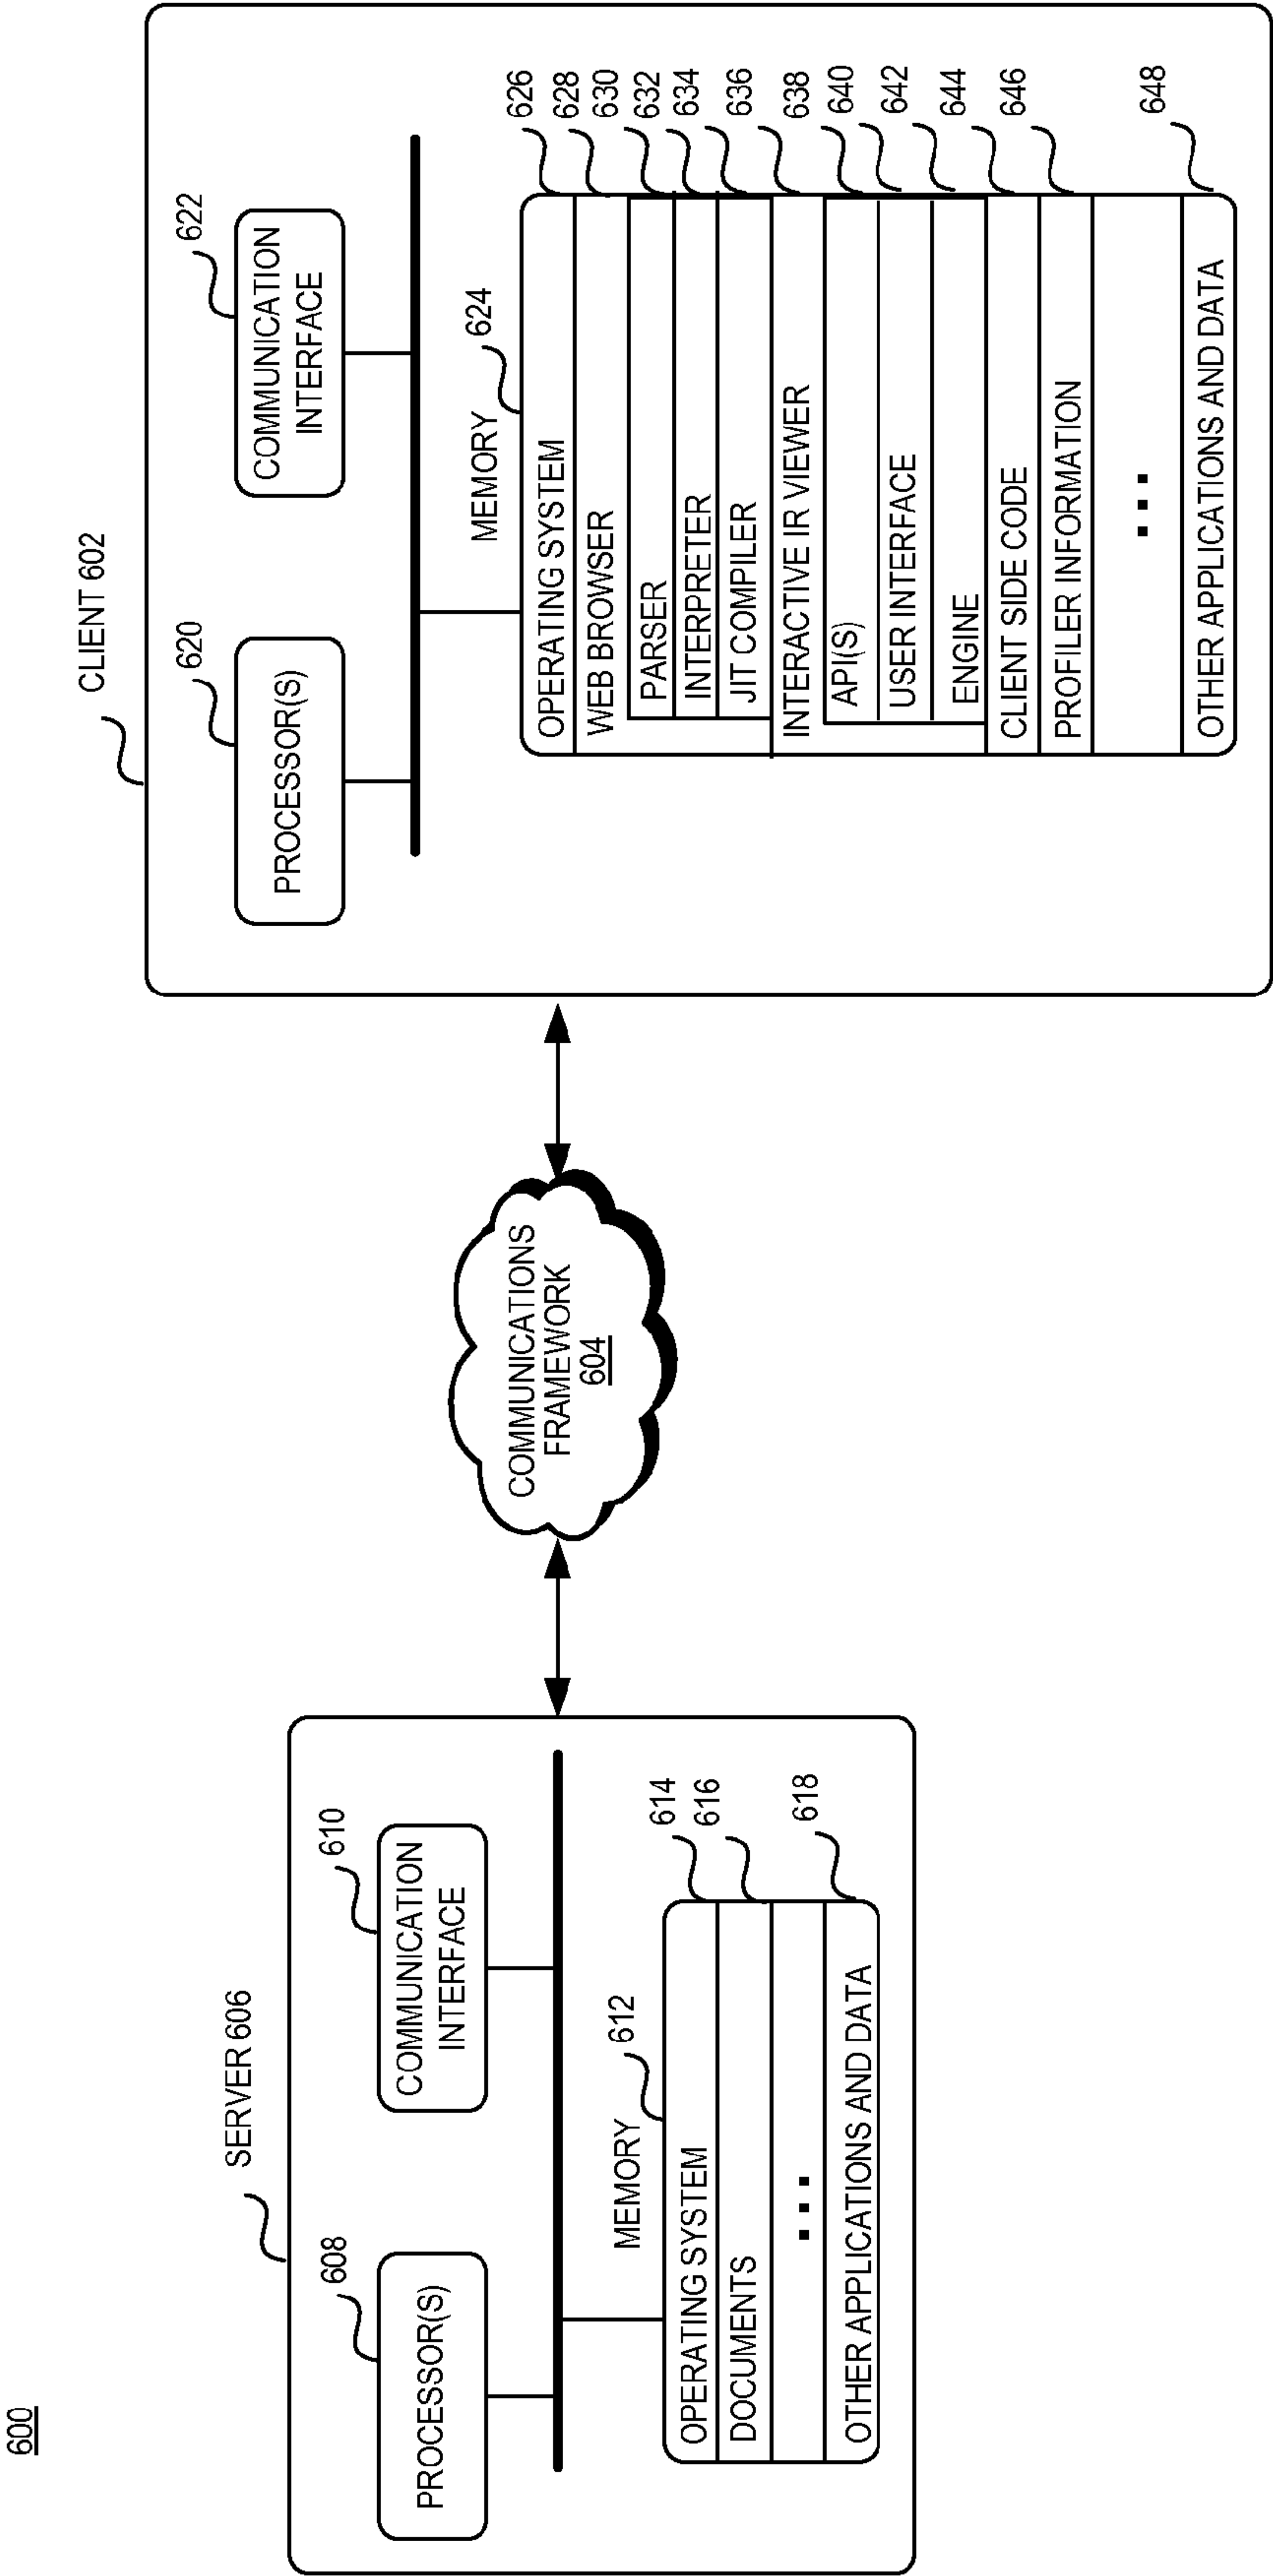 600
SERVER 606
608
PROCESSOR(S)
610
COMMUNICATION
INTERFACE
MEMORY
612
OPERATING SYSTEM
614
DOCUMENTS
616
...
OTHER APPLICATIONS AND DATA
618
COMMUNICATIONS
FRAMEWORK
604
CLIENT 602
620
PROCESSOR(S)
622
COMMUNICATION
INTERFACE
MEMORY
624
OPERATING SYSTEM
626
WEB BROWSER
628
630
PARSER
632
INTERPRETER
634
JIT COMPILER
636
INTERACTIVE IR VIEWER
638
API(S)
640
USER INTERFACE
642
ENGINE
644
CLIENT SIDE CODE
646
PROFILER INFORMATION
...
OTHER APPLICATIONS AND DATA
648